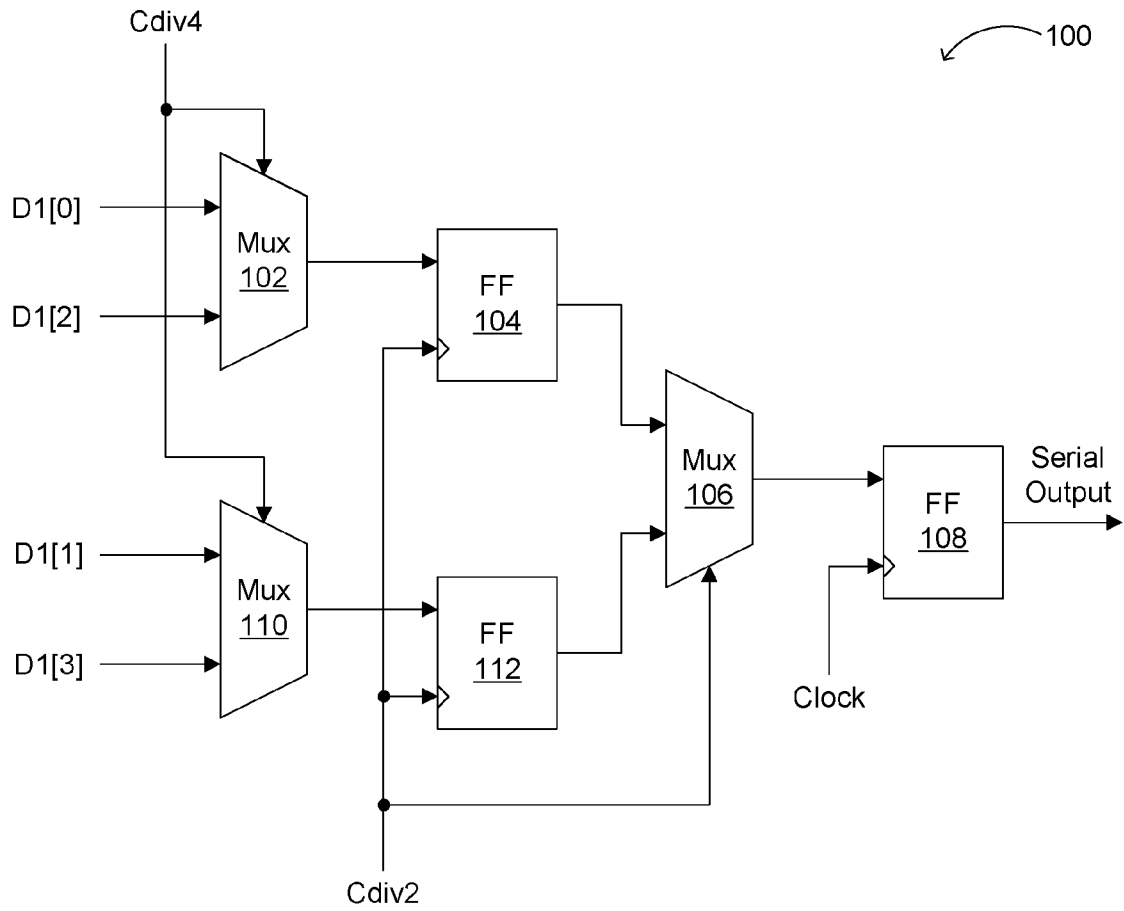 Cdiv4
100
D1[0]
D1[2]
Mux
102
FF
104
Mux
106
Serial
Output
FF
108
D1[1]
D1[3]
Mux
110
FF
112
Clock
Cdiv2